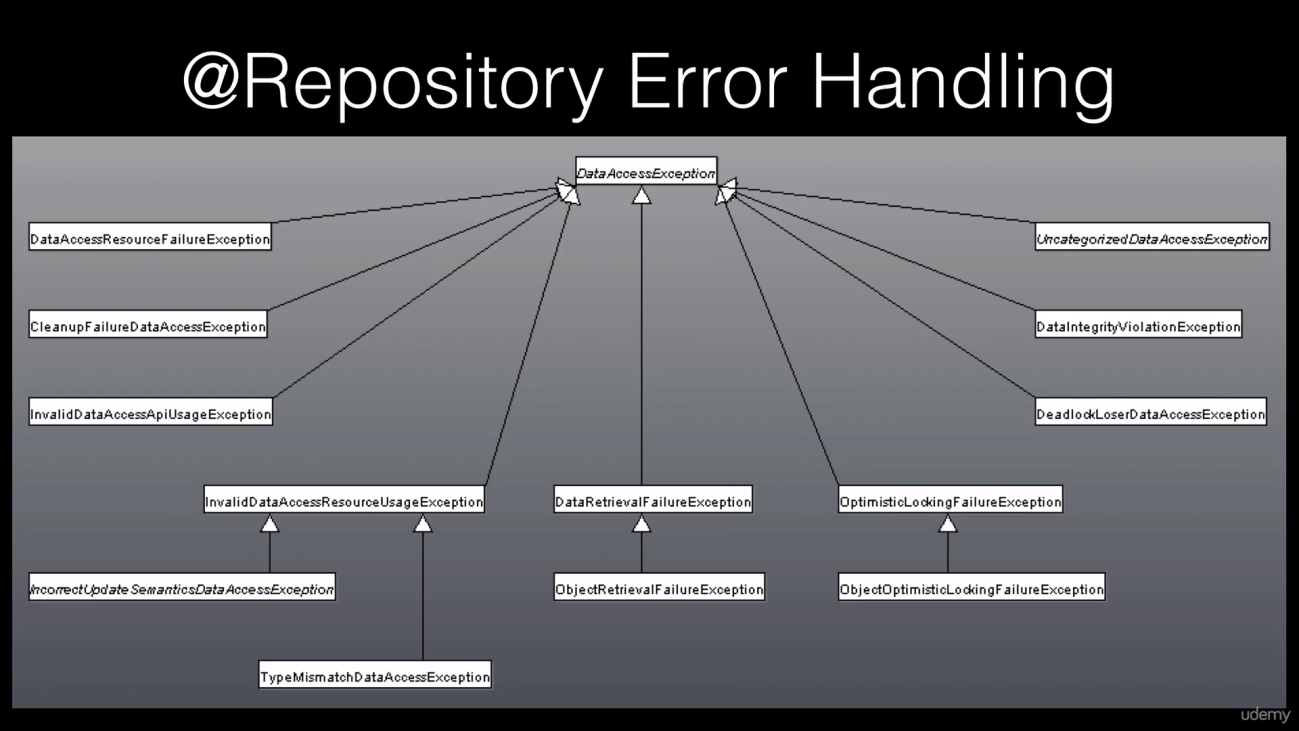 @Repository Error Handling
DataAccessException
DataAccessResourceFailureException
UncategorizedDataAccessException
CleanupFailureDataAccessException
DataIntegrityViolationException
InvalidDataAccessApiUsageException
DeadlockLoserDataAccessException
InvalidDataAccessResourceUsageException
DataRetrievalFailureException
OptimisticLockingFailureException
IncorrectUpdateSemanticsDataAccessException
ObjectRetrievalFailureException
ObjectOptimisticLockingFailureException
TypeMismatchDataAccessException
udemy